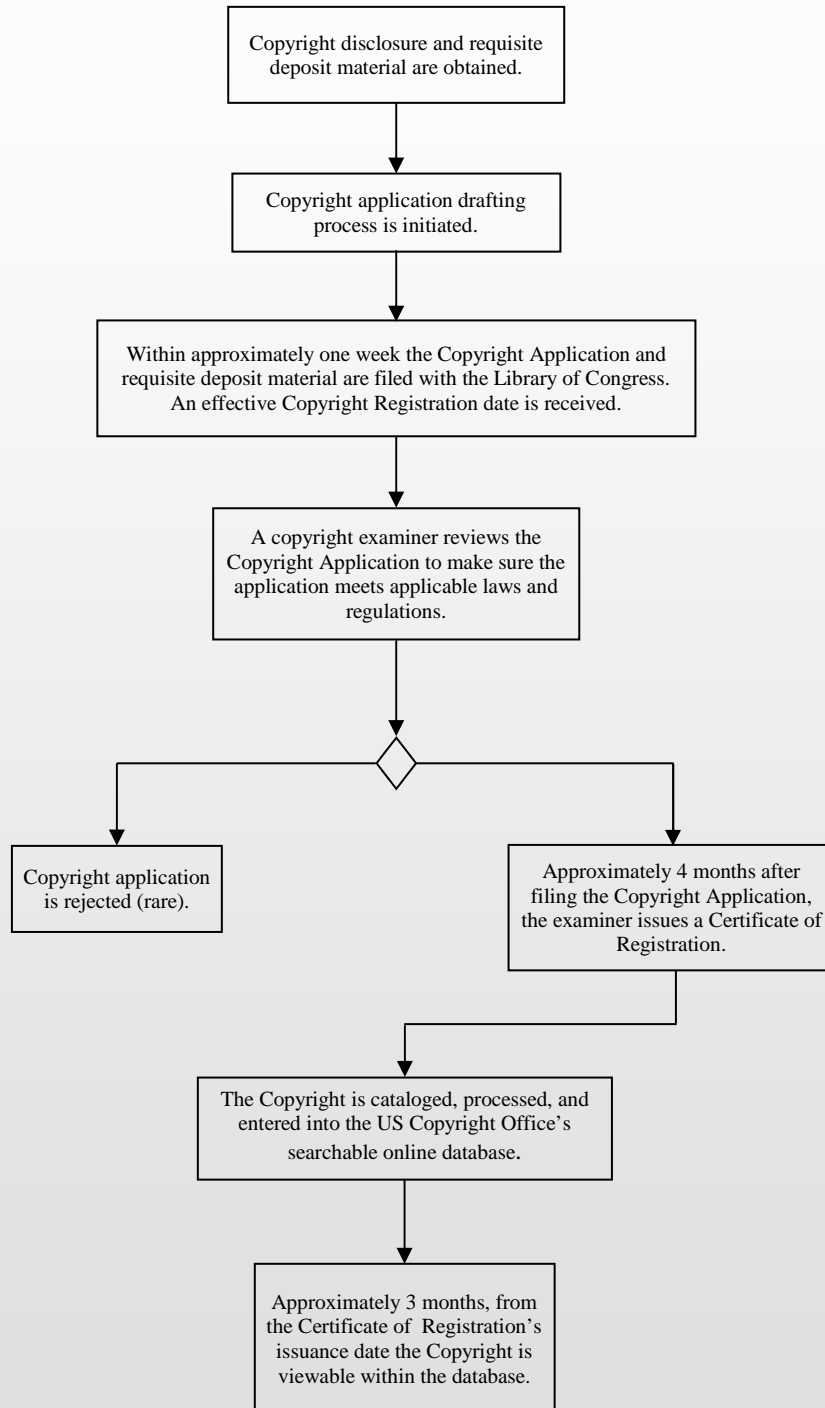 Copyright disclosure and requisite
deposit material are obtained.
Copyright application drafting
process is initiated.
Within approximately one week the Copyright Application and
requisite deposit material are filed with the Library of Congress.
An effective Copyright Registration date is received.
A copyright examiner reviews the
Copyright Application to make sure the
application meets applicable laws and
regulations.
Copyright application
is rejected (rare).
Approximately 4 months after
filing the Copyright Application,
the examiner issues a Certificate of
Registration.
The Copyright is cataloged, processed, and
entered into the US Copyright Office’s
searchable online database.
Approximately 3 months, from
the Certificate of Registration’s
issuance date the Copyright is
viewable within the database.